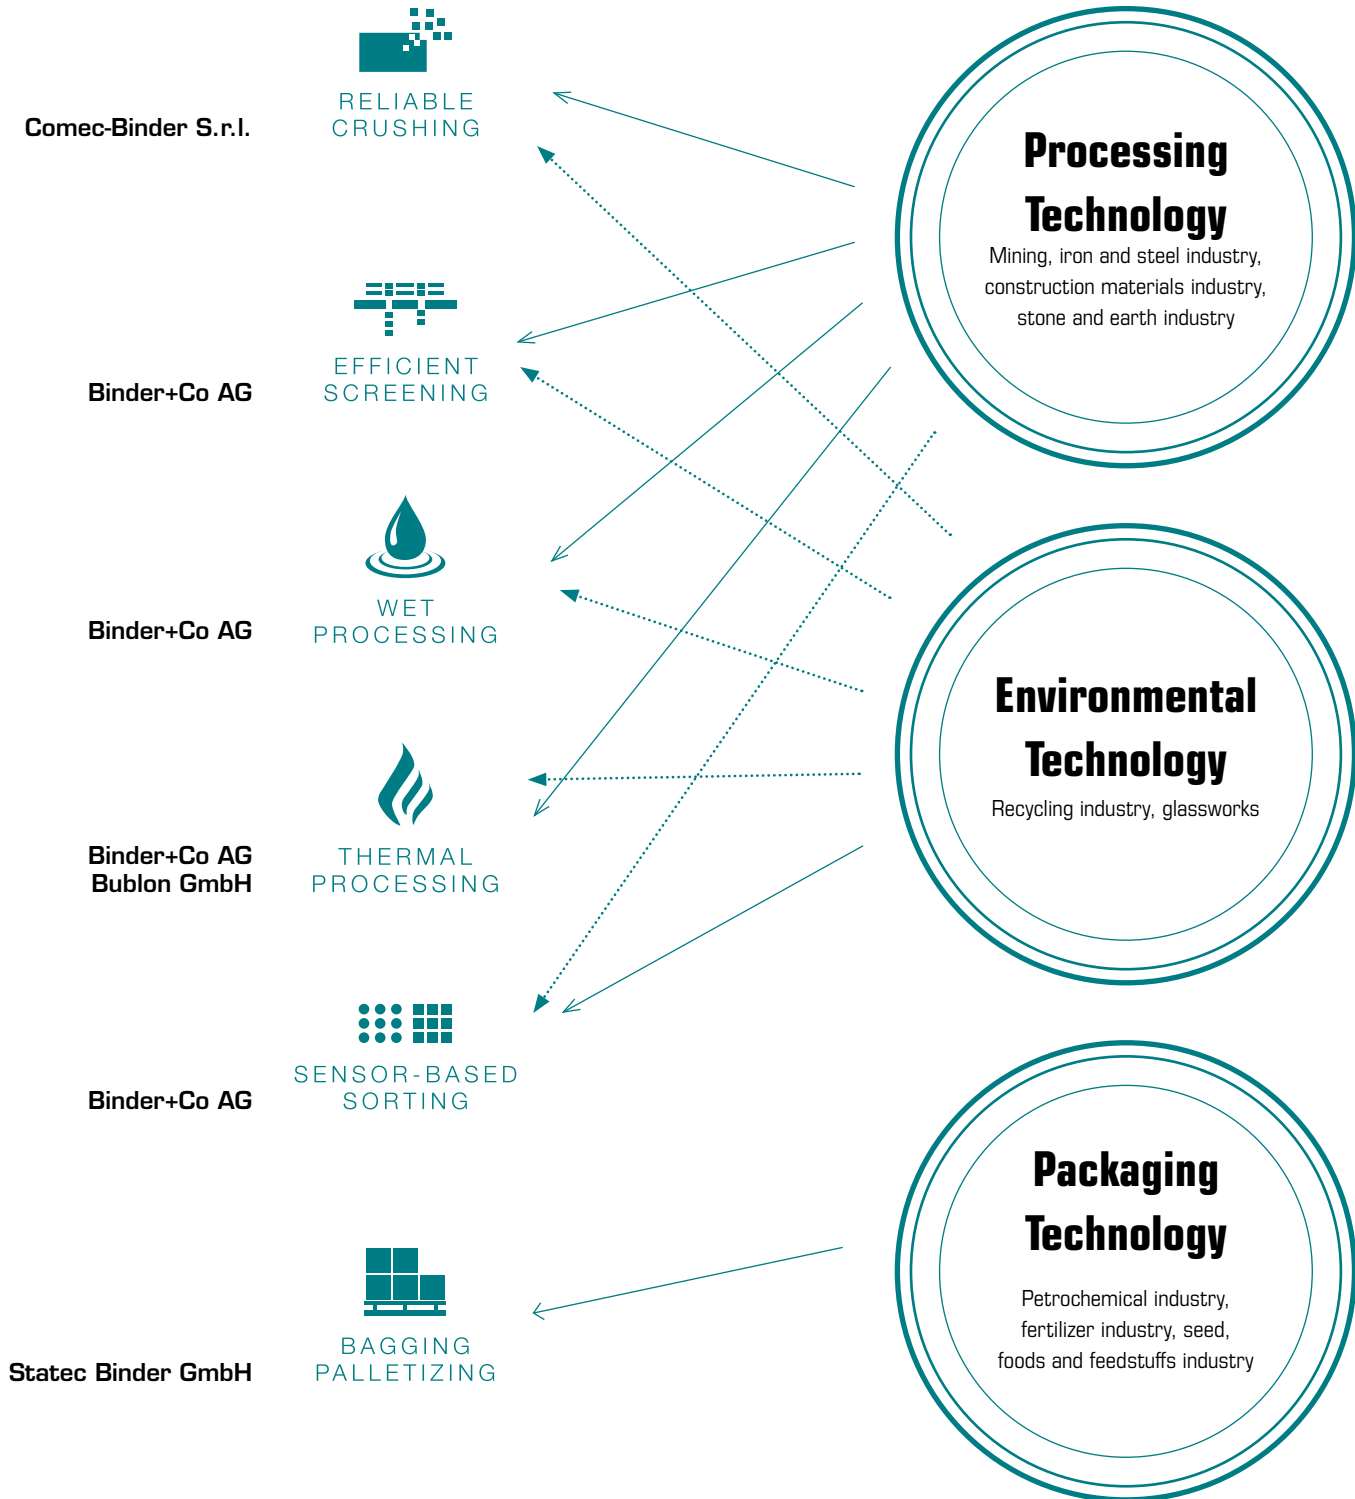 Comec-Binder S.r.l.
RELIABLE
CRUSHING
Binder+Co AG
EFFICIENT
SCREENING
Binder+Co AG
WET
PROCESSING
Binder+Co AG
Bublon GmbH
THERMAL
PROCESSING
Binder+Co AG
SENSOR-BASED
SORTING
Statec Binder GmbH
BAGGING
PALLETIZING
Processing
Technology
Mining, iron and steel industry,
construction materials industry,
stone and earth industry
Environmental
Technology
Recycling industry, glassworks
Packaging
Technology
Petrochemical industry,
fertilizer industry, seed,
foods and feedstuffs industry